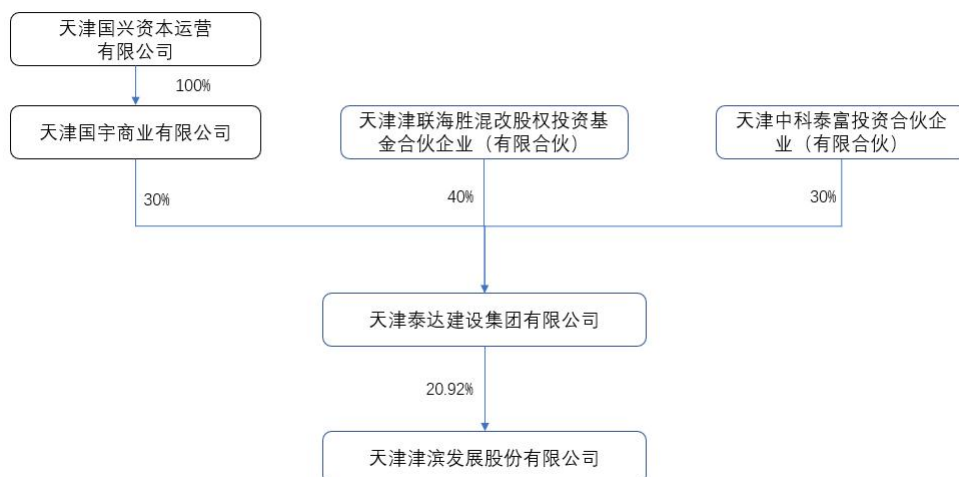 天津国兴资本运营
有限公司
100%
天津国宇商业有限公司
天津津联海胜混改股权投资基
金合伙企业（有限合伙）
天津中科泰富投资合伙企
业（有限合伙）
30%
40%
30%
天津泰达建设集团有限公司
20.92%
天津津滨发展股份有限公司